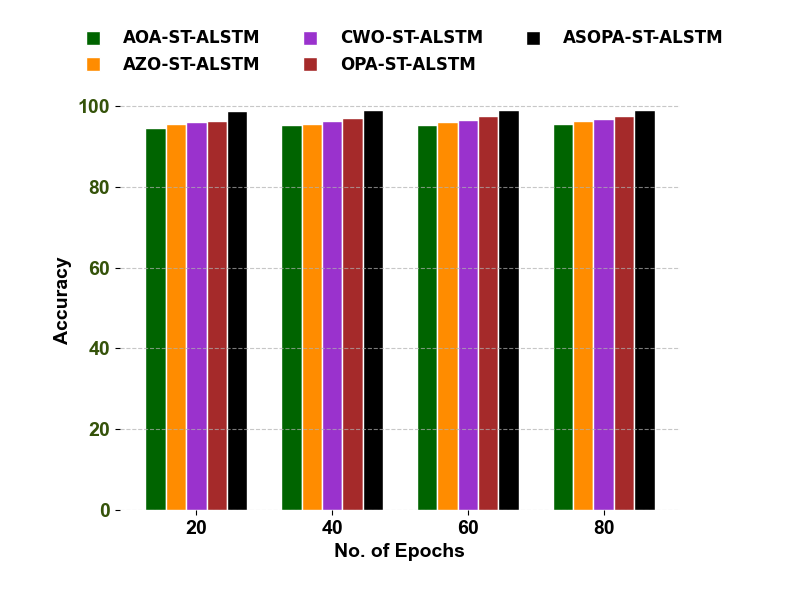 AOA-ST-ALSTM CWO-ST-ALSTM ASOPA-ST-ALSTM
AZO-ST-ALSTM OPA-ST-ALSTM
100
80
60
40
20
0
Accuracy
20 40 60 80
No. of Epochs